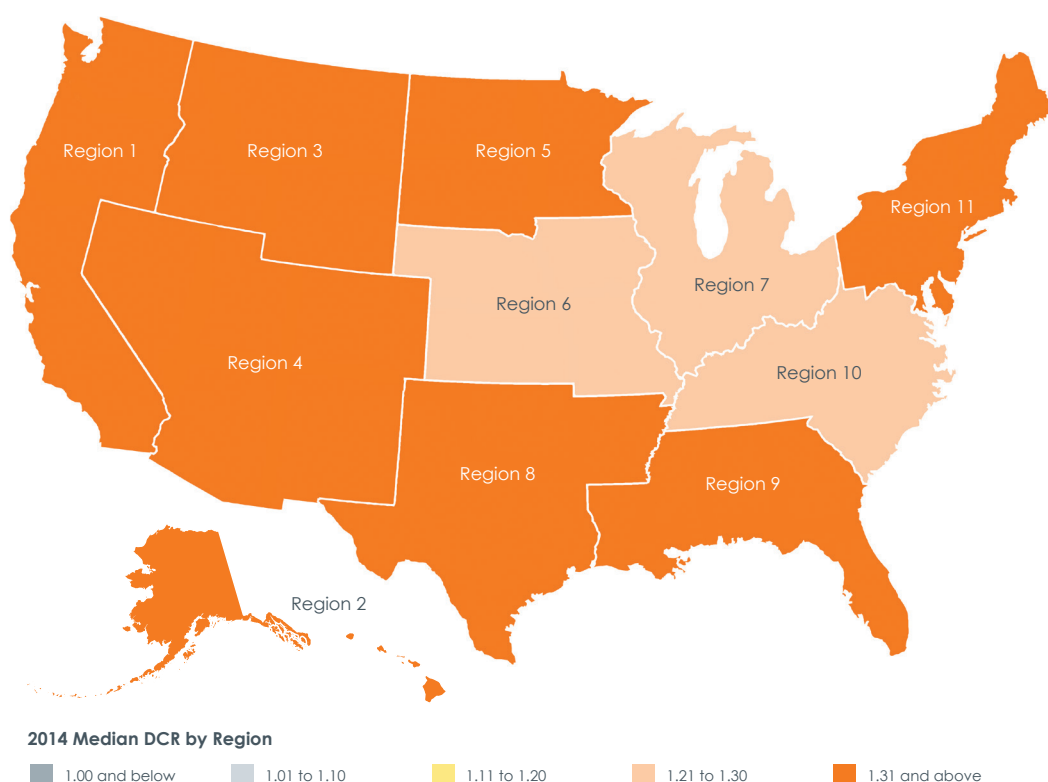 Region 1
Region 3
Region 5
Region 11
Region 7
Region 6
Region 4
Region 10
Region 8
Region 9
Region 2
2014 Median DCR by Region
1.00 and below
1.01 to 1.10
1.11 to 1.20
1.21 to 1.30
1.31 and above